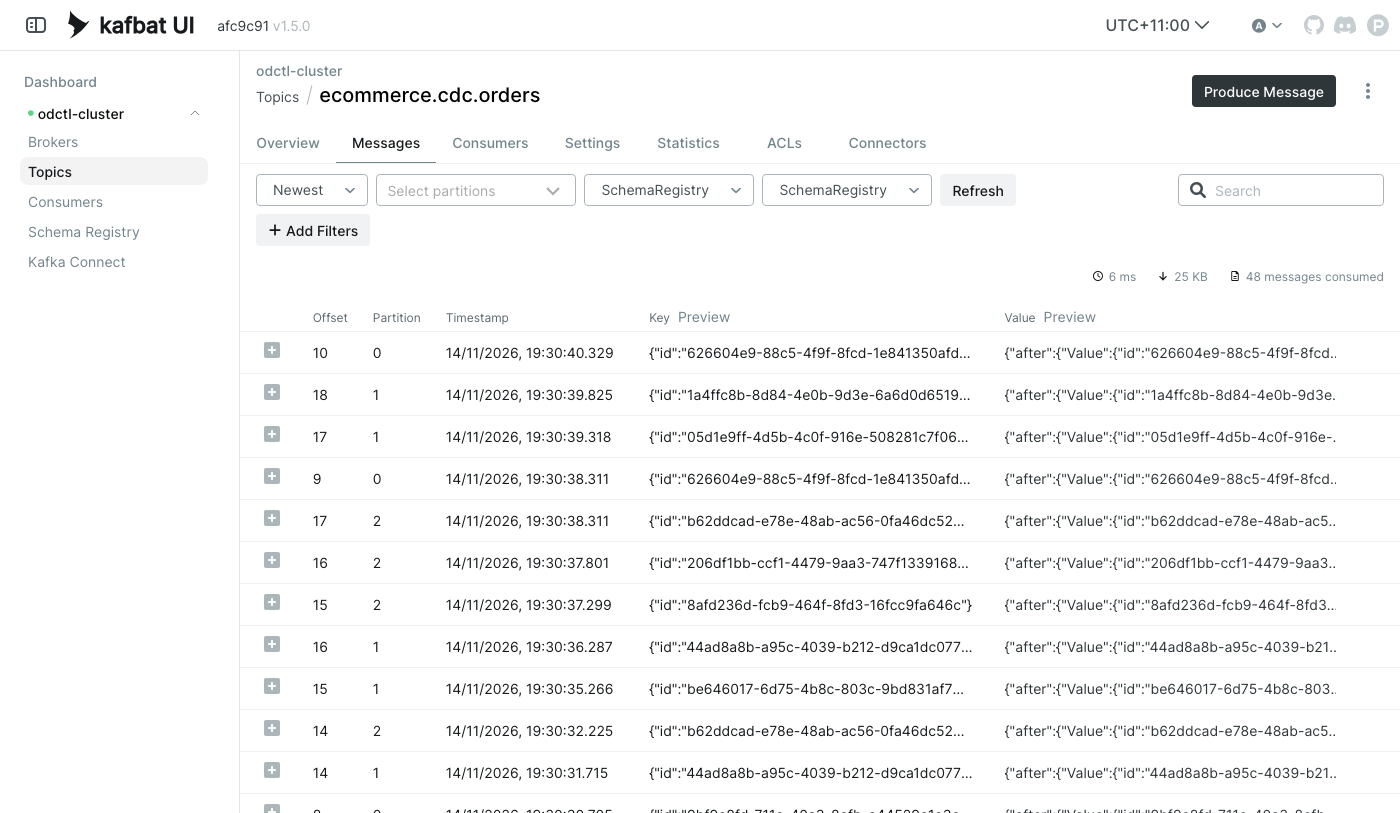 kafbat UI afc9c91 v1.5.0 UTC+11:00 A P
Dashboard
odctl-cluster
Brokers
Topics
Consumers
Schema Registry
Kafka Connect
odctl-cluster
Topics / ecommerce.cdc.orders
Produce Message
Overview Messages Consumers Settings Statistics ACLs Connectors
Newest Select partitions SchemaRegistry SchemaRegistry Refresh Search
+ Add Filters
6 ms 25 KB 48 messages consumed
Offset Partition Timestamp Key Preview Value Preview
10 0 14/11/2026, 19:30:40.329 {"id":"626604e9-88c5-4f9f-8fcd-1e841350afd... {"after":{"Value":{"id":"626604e9-88c5-4f9f-8fcd..
18 1 14/11/2026, 19:30:39.825 {"id":"1a4ffc8b-8d84-4e0b-9d3e-6a6d0d6519... {"after":{"Value":{"id":"1a4ffc8b-8d84-4e0b-9d3e.
17 1 14/11/2026, 19:30:39.318 {"id":"05d1e9ff-4d5b-4c0f-916e-508281c7f06... {"after":{"Value":{"id":"05d1e9ff-4d5b-4c0f-916e-.
9 0 14/11/2026, 19:30:38.311 {"id":"626604e9-88c5-4f9f-8fcd-1e841350afd... {"after":{"Value":{"id":"626604e9-88c5-4f9f-8fcd..
17 2 14/11/2026, 19:30:38.311 {"id":"b62ddcad-e78e-48ab-ac56-0fa46dc52... {"after":{"Value":{"id":"b62ddcad-e78e-48ab-ac5..
16 2 14/11/2026, 19:30:37.801 {"id":"206df1bb-ccf1-4479-9aa3-747f1339168... {"after":{"Value":{"id":"206df1bb-ccf1-4479-9aa3..
15 2 14/11/2026, 19:30:37.299 {"id":"8afd236d-fcb9-464f-8fd3-16fcc9fa646c"} {"after":{"Value":{"id":"8afd236d-fcb9-464f-8fd3...
16 1 14/11/2026, 19:30:36.287 {"id":"44ad8a8b-a95c-4039-b212-d9ca1dc077... {"after":{"Value":{"id":"44ad8a8b-a95c-4039-b21..
15 1 14/11/2026, 19:30:35.266 {"id":"be646017-6d75-4b8c-803c-9bd831af7... {"after":{"Value":{"id":"be646017-6d75-4b8c-803..
14 2 14/11/2026, 19:30:32.225 {"id":"b62ddcad-e78e-48ab-ac56-0fa46dc52... {"after":{"Value":{"id":"b62ddcad-e78e-48ab-ac5..
14 1 14/11/2026, 19:30:31.715 {"id":"44ad8a8b-a95c-4039-b212-d9ca1dc077... {"after":{"Value":{"id":"44ad8a8b-a95c-4039-b21..